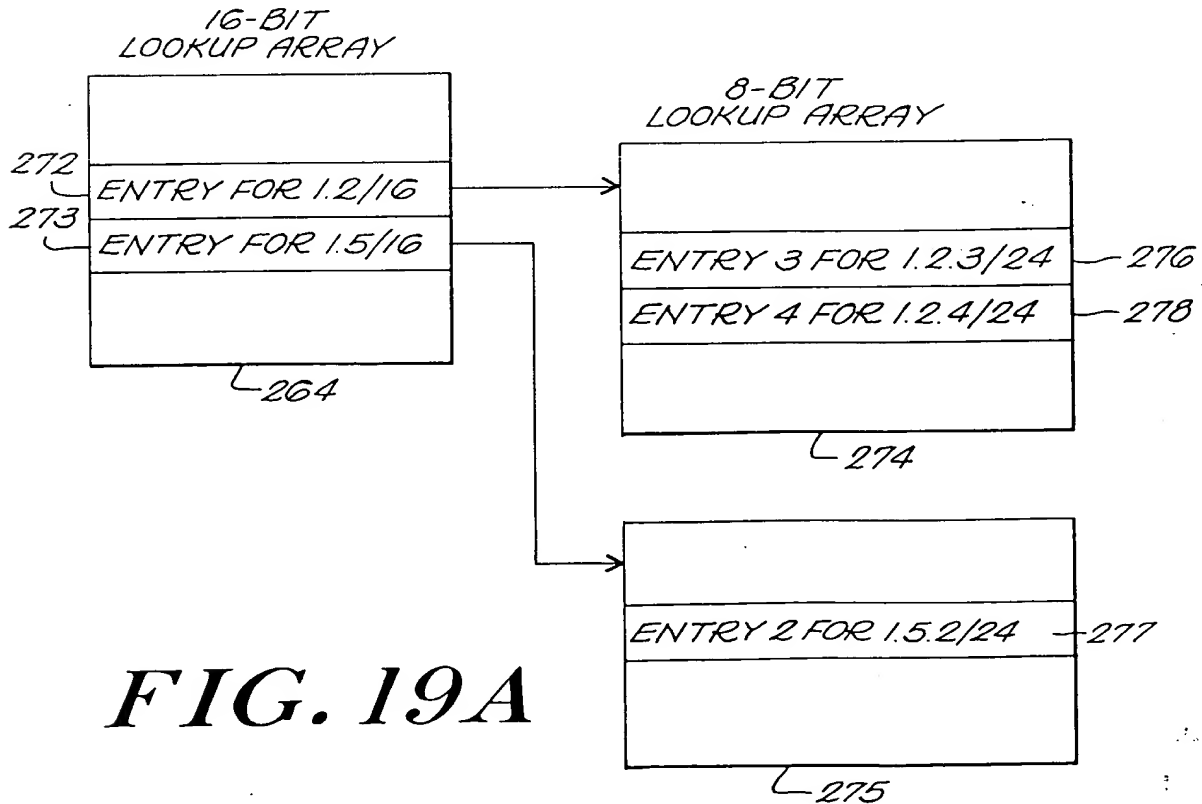 16-BIT
LOOKUP ARRAY
272
ENTRY FOR 1.2/16
273
ENTRY FOR 1.5/16
264
8-BIT
LOOKUP ARRAY
ENTRY 3 FOR 1.2.3/24
276
ENTRY 4 FOR 1.2.4/24
278
274
ENTRY 2 FOR 1.5.2/24
277
275
FIG. 19A